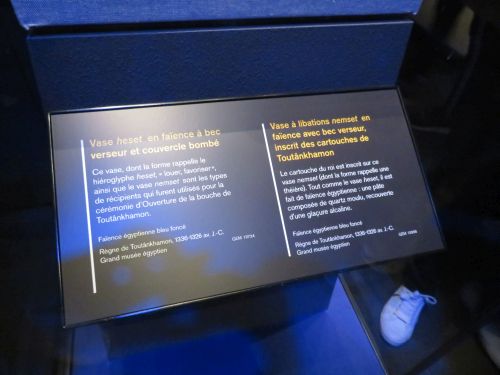 Vase heset en faïence à bec
verseur et couvercle bombé
Ce vase, dont la forme rappelle le
hiéroglyphe heset, « louer, favoriser »,
ainsi que le vase nemset sont les types
de récipients qui furent utilisés pour la
cérémonie d'Ouverture de la bouche de
Toutânkhamon.
Faïence égyptienne bleu foncé
Règne de Toutânkhamon, 1336-1326 av. J.-C.
Grand musée égyptien
GEM
Vase à libations nemset en
faïence avec bec verseur,
inscrit des cartouches de
Toutânkhamon
Le cartouche du roi est inscrit sur ce
vase nemset (dont la forme rappelle une
théière). Tout comme le vase heset, il est
fait de faïence égyptienne : une pâte
composée de quartz moulu, recouverte
d'une glaçure alcaline.
Faïence égyptienne bleu foncé
Règne de Toutânkhamon, 1336-1326 av. J.-C.
Grand musée égyptien
GEM